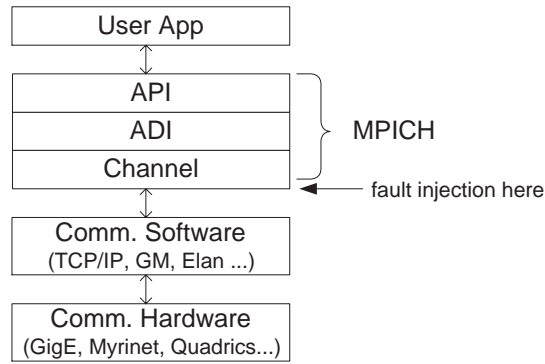 User App
API
ADI
MPICH
Channel
fault injection here
Comm. Software
(TCP/IP, GM, Elan ...)
Comm. Hardware
(GigE, Myrinet, Quadrics...)